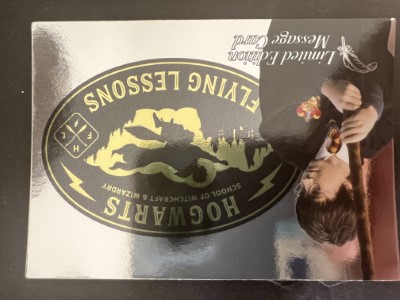 Limited Edition
Message Card
HOGWARTS
SCHOOL OF WITCHCRAFT & WIZARDRY
H
L
F
FLYING LESSONS